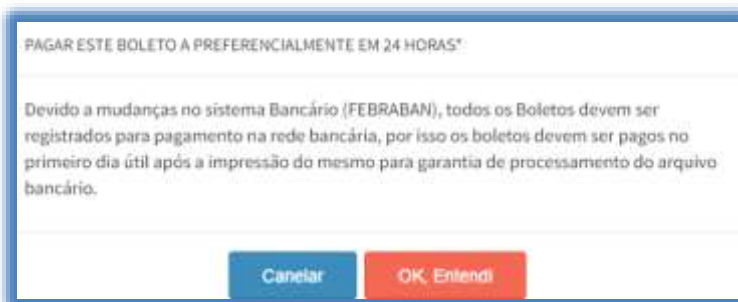 PAGAR ESTE BOLETO A PREFERENCIALMENTE EM 24 HORAS*
Devido a mudanças no sistema Bancário (FEBRABAN), todos os Boletos devem ser
registrados para pagamento na rede bancária, por isso os boletos devem ser pagos no
primeiro dia útil após a impressão do mesmo para garantia de processamento do arquivo
bancário.
Canelar OK, Entendi